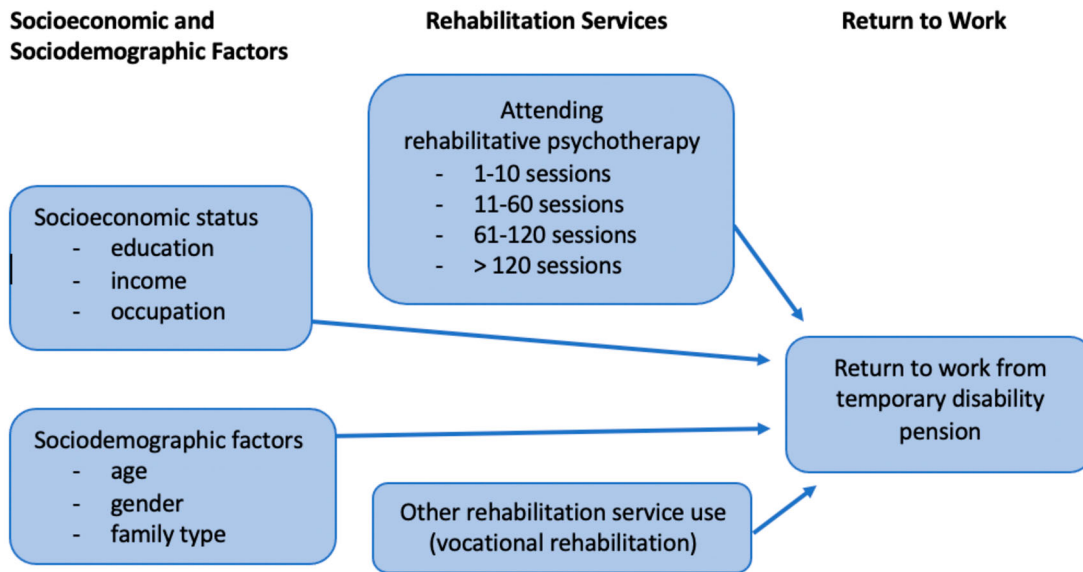 Socioeconomic and
Sociodemographic Factors
Rehabilitation Services
Return to Work
Attending
rehabilitative psychotherapy
- 1-10 sessions
- 11-60 sessions
- 61-120 sessions
- > 120 sessions
Socioeconomic status
- education
- income
- occupation
Return to work from
temporary disability
pension
Sociodemographic factors
- age
- gender
- family type
Other rehabilitation service use
(vocational rehabilitation)